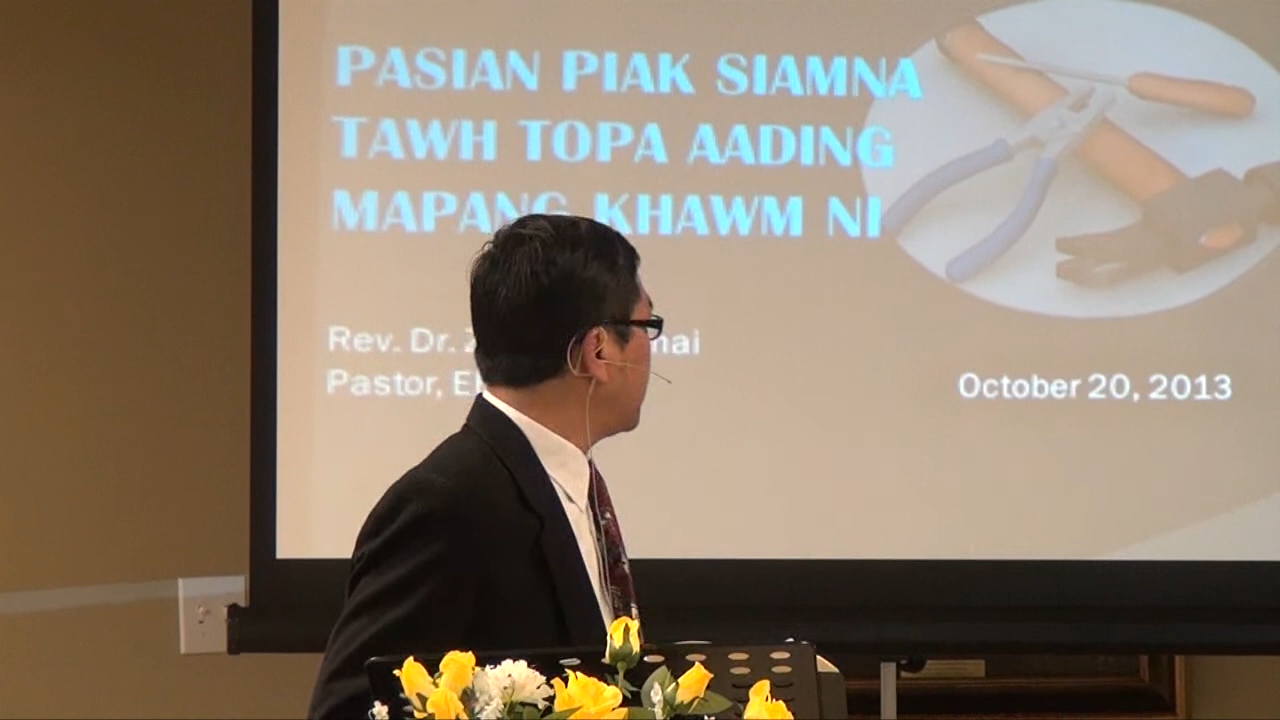 PASIAN PIAK SIAMNA
TAWH TOPA AADING
MAPANG KHAWM NI
Rev. Dr.
Pastor,
October 20, 2013